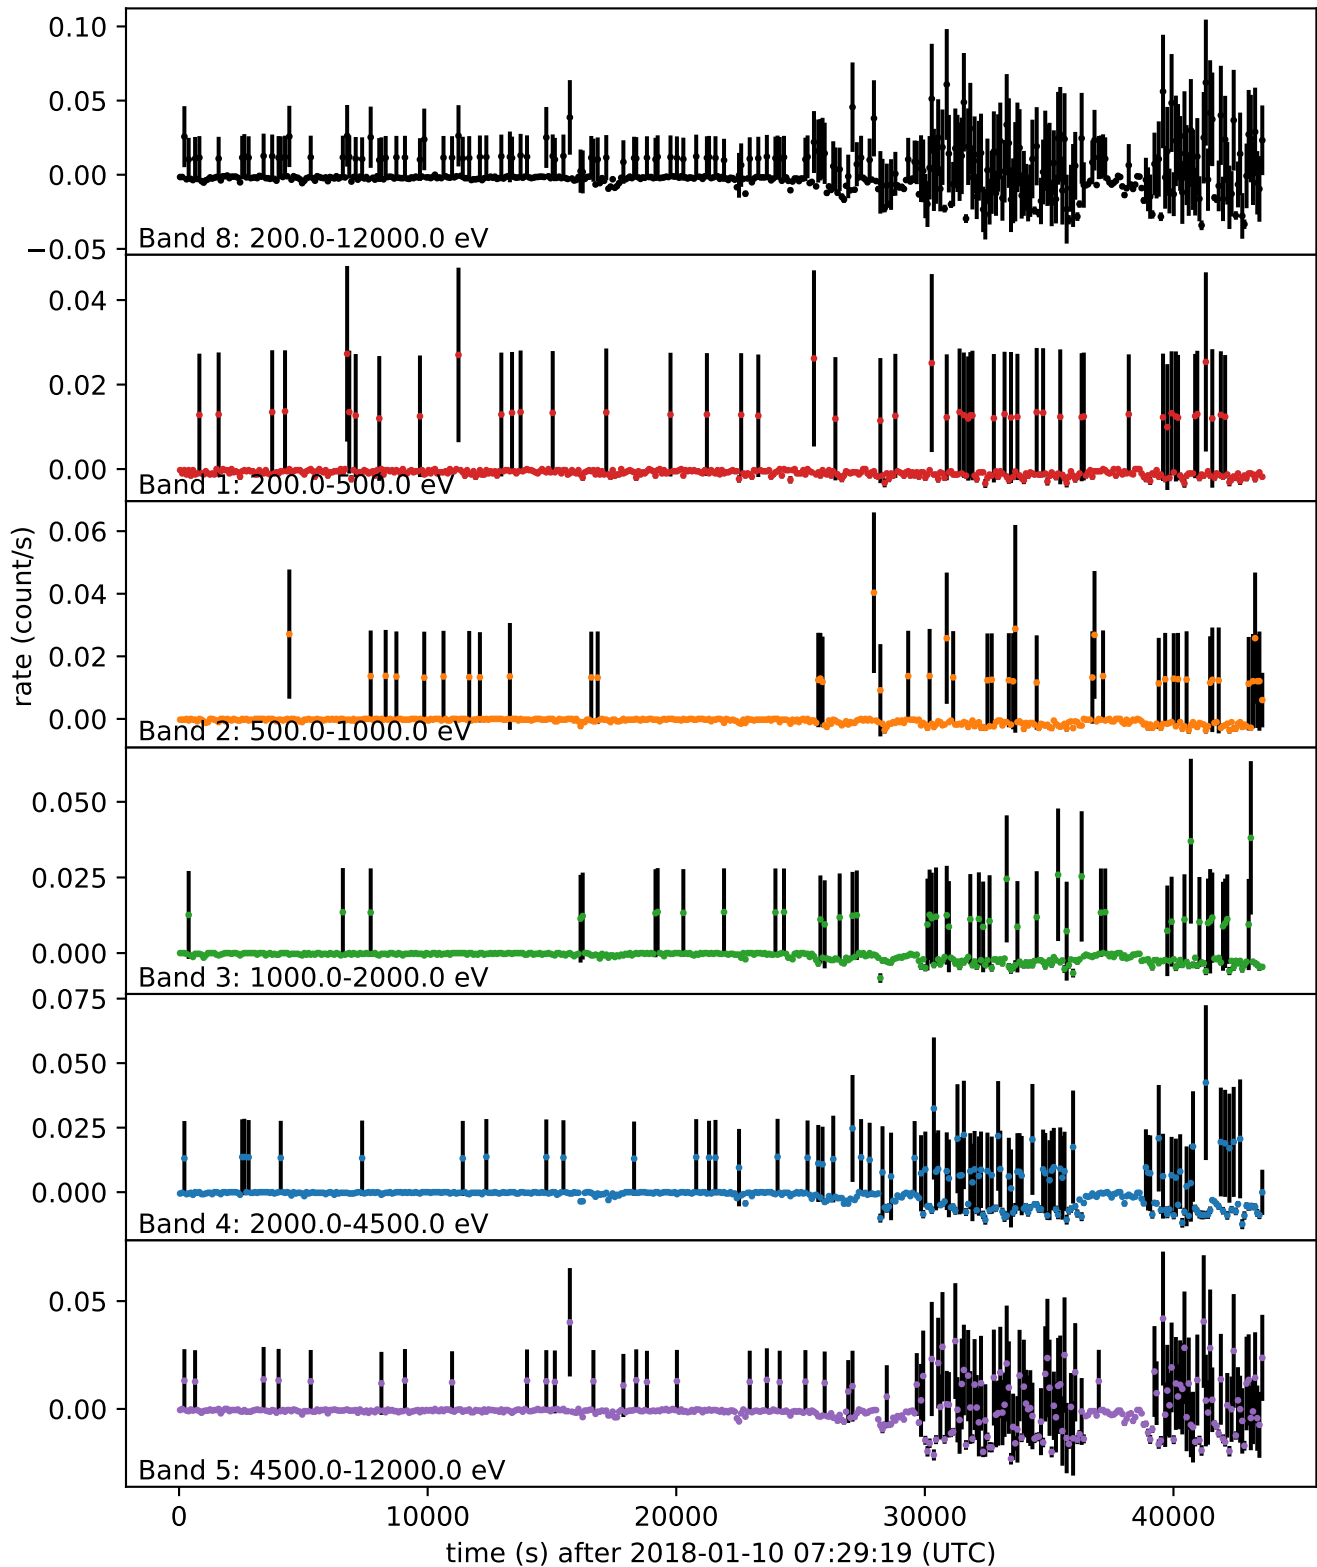 0.10
0.05
0.00
−0.05
Band 8: 200.0-12000.0 eV
0.04
0.02
0.00
Band 1: 200.0-500.0 eV
0.06
0.04
0.02
0.00
Band 2: 500.0-1000.0 eV
rate (count/s)
0.050
0.025
0.000
Band 3: 1000.0-2000.0 eV
0.075
0.050
0.025
0.000
Band 4: 2000.0-4500.0 eV
0.05
0.00
Band 5: 4500.0-12000.0 eV
0 10000 20000 30000 40000
time (s) after 2018-01-10 07:29:19 (UTC)